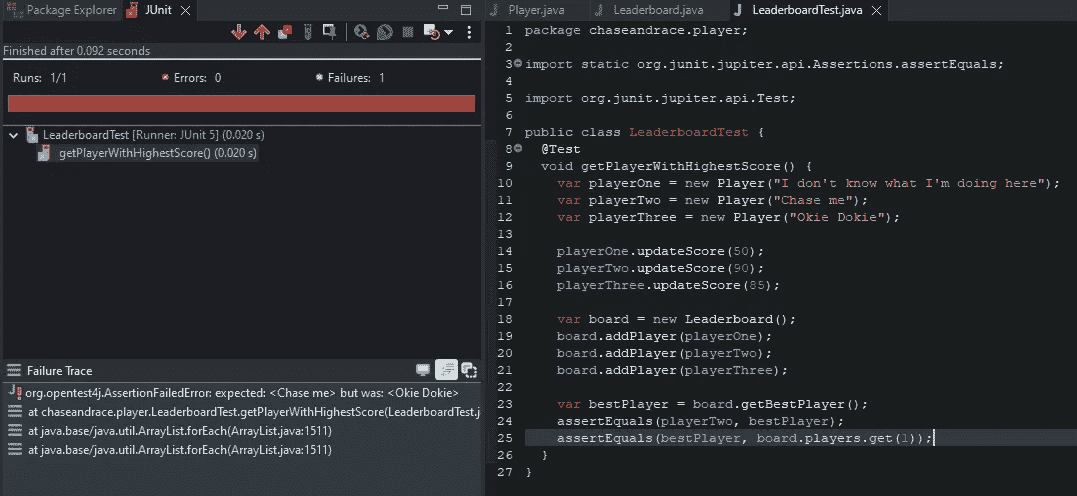 Package Explorer
JUnit
Finished after 0.092 seconds
Runs: 1/1
Errors: 0
Failures: 1
LeaderboardTest [Runner: JUnit 5] (0.020 s)
getPlayerWithHighestScore() (0.020 s)
Failure Trace
org.opentest4j.AssertionFailedError: expected: <Chase me> but was: <Okie Dokie>
at chaseandrace.player.LeaderboardTest.getPlayerWithHighestScore(LeaderboardTest.j
at java.base/java.util.ArrayList.forEach(ArrayList.java:1511)
at java.base/java.util.ArrayList.forEach(ArrayList.java:1511)
Player.java
Leaderboard.java
LeaderboardTest.java
1 package chaseandrace.player;
2
3 import static org.junit.jupiter.api.Assertions.assertEquals;
4
5 import org.junit.jupiter.api.Test;
6
7 public class LeaderboardTest {
8 @Test
9 void getPlayerWithHighestScore() {
10 var playerOne = new Player("I don't know what I'm doing here");
11 var playerTwo = new Player("Chase me");
12 var playerThree = new Player("Okie Dokie");
13
14 playerOne.updateScore(50);
15 playerTwo.updateScore(90);
16 playerThree.updateScore(85);
17
18 var board = new Leaderboard();
19 board.addPlayer(playerOne);
20 board.addPlayer(playerTwo);
21 board.addPlayer(playerThree);
22
23 var bestPlayer = board.getBestPlayer();
24 assertEquals(playerTwo, bestPlayer);
25 assertEquals(bestPlayer, board.players.get(1));
26 }
27 }